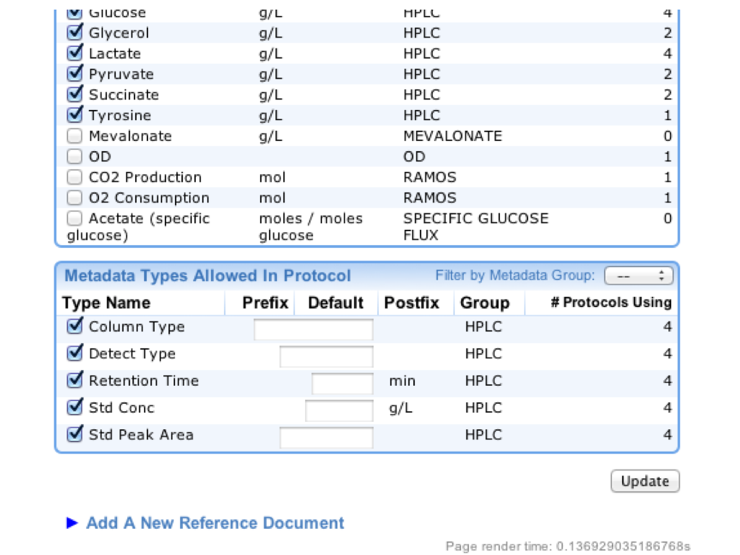 Glucose g/L HPLC 4
Glycerol g/L HPLC 2
Lactate g/L HPLC 4
Pyruvate g/L HPLC 2
Succinate g/L HPLC 2
Tyrosine g/L HPLC 1
Mevalonate g/L MEVALONATE 0
OD OD 1
CO2 Production mol RAMOS 1
O2 Consumption mol RAMOS 1
Acetate (specific moles / moles SPECIFIC GLUCOSE 0
glucose) glucose FLUX
Metadata Types Allowed In Protocol Filter by Metadata Group: --
Type Name Prefix Default Postfix Group # Protocols Using
Column Type HPLC 4
Detect Type HPLC 4
Retention Time min HPLC 4
Std Conc g/L HPLC 4
Std Peak Area HPLC 4
Update
Add A New Reference Document
Page render time: 0.136929035186768s